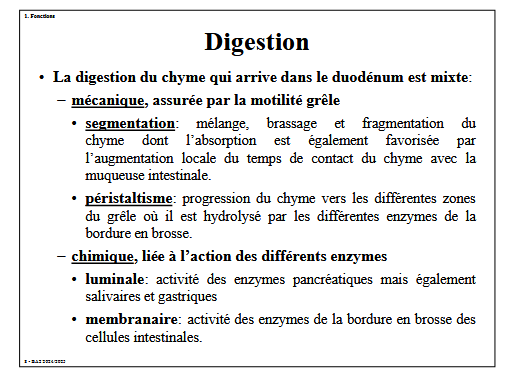 1. Fonctions
Digestion
• La digestion du chyme qui arrive dans le duodénum est mixte:
– mécanique, assurée par la motilité grêle
• segmentation: mélange, brassage et fragmentation du
chyme dont l'absorption est également favorisée par
l'augmentation locale du temps de contact du chyme avec la
muqueuse intestinale.
• péristaltisme: progression du chyme vers les différentes zones
du grêle où il est hydrolysé par les différentes enzymes de la
bordure en brosse.
– chimique, liée à l'action des différents enzymes
• luminale: activité des enzymes pancréatiques mais également
salivaires et gastriques
• membranaire: activité des enzymes de la bordure en brosse des
cellules intestinales.
2024/2025